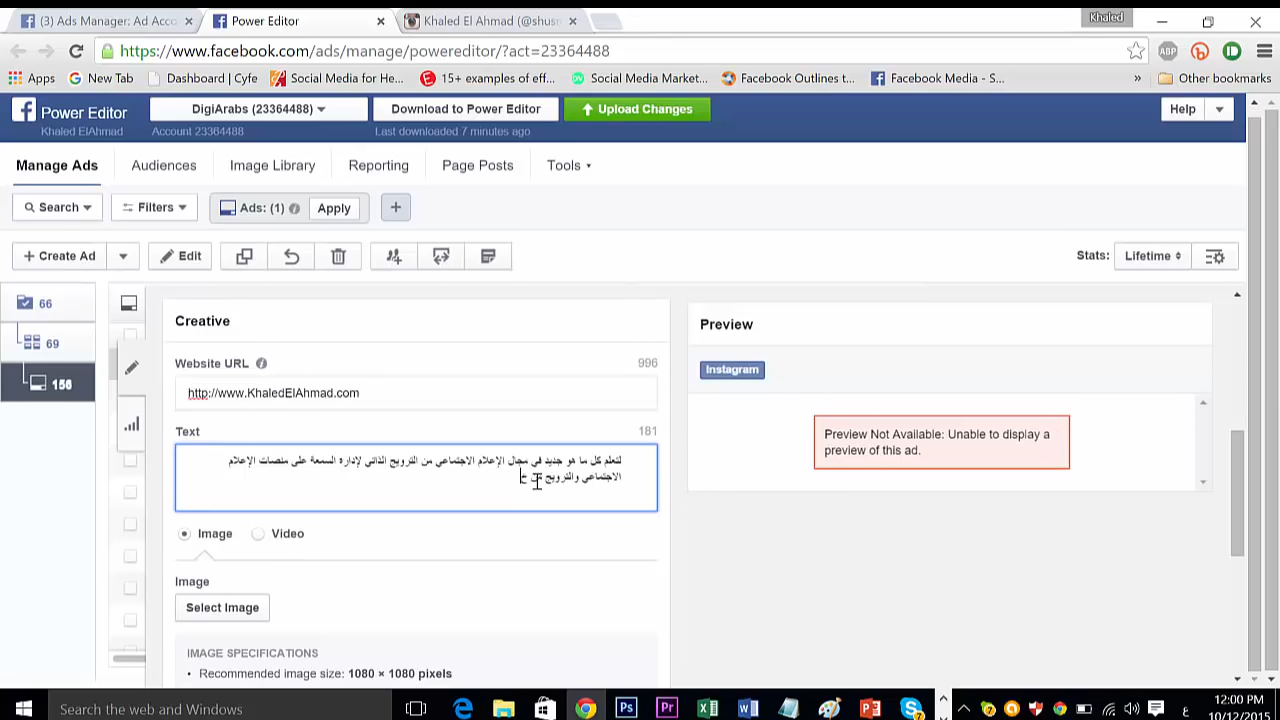 (3) Ads Manager: Ad Acco
Power Editor
Khaled El Ahmad (@shusm
Khaled
https://www.facebook.com/ads/manage/powereditor/?act=23364488
ABP
Apps
New Tab
Dashboard | Cyfe
Social Media for He...
15+ examples of eff...
Social Media Market...
Facebook Outlines t...
Facebook Media - S...
»
Other bookmarks
Power Editor
Khaled ElAhmad
DigiArabs (23364488)
Account 23364488
Download to Power Editor
Last downloaded 7 minutes ago
Upload Changes
Help
Manage Ads
Audiences
Image Library
Reporting
Page Posts
Tools
Search
Filters
Ads: (1)
Apply
+
+ Create Ad
Edit
Stats:
Lifetime
66
69
156
Creative
Website URL
996
http://www.KhaledElAhmad.com
Text
181
لتعلم كل ما هو جديد في مجال الإعلام الاجتماعي من الترويج الذاتي لإداره السمعة على منصات الإعلام
الاجتماعي والترويج
Image
Video
Image
Select Image
IMAGE SPECIFICATIONS
• Recommended image size: 1080 × 1080 pixels
Preview
Instagram
Preview Not Available: Unable to display a
preview of this ad.
Search the web and Windows
12:00 PM
10/12/2015